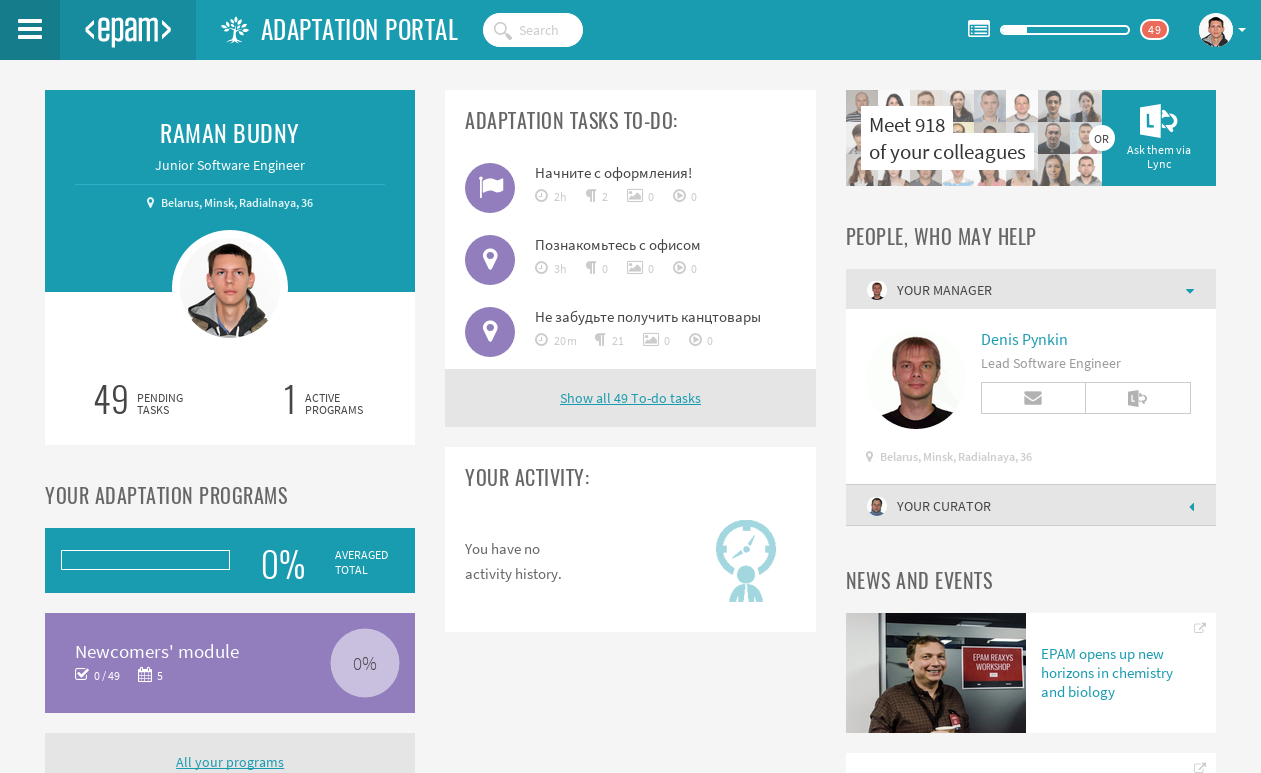 <epam>
ADAPTATION PORTAL
Search
49
RAMAN BUDNY
Junior Software Engineer
Belarus, Minsk, Radialnaya, 36
49 PENDING TASKS
1 ACTIVE PROGRAMS
YOUR ADAPTATION PROGRAMS
0% AVERAGED TOTAL
Newcomers' module
0 / 49 5
0%
All your programs
ADAPTATION TASKS TO-DO:
Начните с оформления!
2h 2 0 0
Познакомьтесь с офисом
3h 0 0 0
Не забудьте получить канцтовары
20m 21 0 0
Show all 49 To-do tasks
YOUR ACTIVITY:
You have no
activity history.
Meet 918
of your colleagues
OR
Ask them via
Lync
PEOPLE, WHO MAY HELP
YOUR MANAGER
Denis Pynkin
Lead Software Engineer
Belarus, Minsk, Radialnaya, 36
YOUR CURATOR
NEWS AND EVENTS
EPAM REAXYS
WORKSHOP
EPAM opens up new
horizons in chemistry
and biology